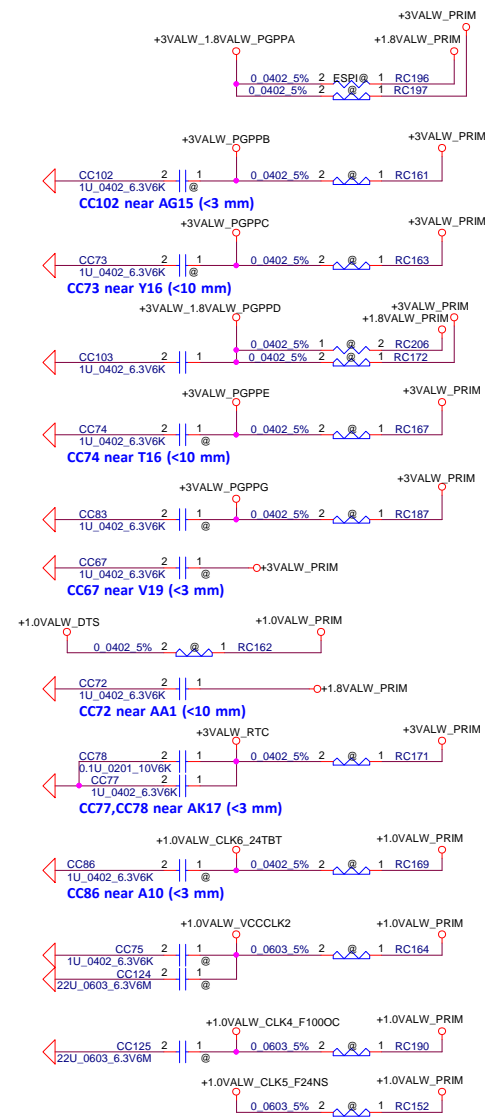 +3VALW_PRIM
+3VALW_1.8VALW_PGPPA +1.8VALW_PRIM
0_0402_5% 2 ESPI@ 1 RC196
0_0402_5% 2 @ 1 RC197
+3VALW_PGPPB +3VALW_PRIM
CC102 2 1 0_0402_5% 2 @ 1 RC161
1U_0402_6.3V6K @
CC102 near AG15 (<3 mm)
+3VALW_PGPPC +3VALW_PRIM
CC73 2 1 0_0402_5% 2 @ 1 RC163
1U_0402_6.3V6K @
CC73 near Y16 (<10 mm)
+3VALW_1.8VALW_PGPPD +3VALW_PRIM
+1.8VALW_PRIM
0_0402_5% 1 @ 2 RC206
CC103 2 1 0_0402_5% 2 @ 1 RC172
1U_0402_6.3V6K
+3VALW_PGPPE +3VALW_PRIM
CC74 2 1 0_0402_5% 2 @ 1 RC167
1U_0402_6.3V6K @
CC74 near T16 (<10 mm)
+3VALW_PGPPG +3VALW_PRIM
CC83 2 1 0_0402_5% 2 @ 1 RC187
1U_0402_6.3V6K @
CC67 2 1 +3VALW_PRIM
1U_0402_6.3V6K @
CC67 near V19 (<3 mm)
+1.0VALW_DTS +1.0VALW_PRIM
0_0402_5% 2 @ 1 RC162
CC72 2 1 +1.8VALW_PRIM
1U_0402_6.3V6K
CC72 near AA1 (<10 mm)
+3VALW_RTC +3VALW_PRIM
CC78 2 1 0_0402_5% 2 @ 1 RC171
0.1U_0201_10V6K
CC77 2 1
1U_0402_6.3V6K
CC77,CC78 near AK17 (<3 mm)
+1.0VALW_CLK6_24TBT +1.0VALW_PRIM
CC86 2 1 0_0402_5% 2 @ 1 RC169
1U_0402_6.3V6K @
CC86 near A10 (<3 mm)
+1.0VALW_VCCCLK2 +1.0VALW_PRIM
CC75 2 1 0_0603_5% 2 @ 1 RC164
1U_0402_6.3V6K @
CC124 2 1
22U_0603_6.3V6M @
+1.0VALW_CLK4_F100OC +1.0VALW_PRIM
CC125 2 1 0_0603_5% 2 @ 1 RC190
22U_0603_6.3V6M @
+1.0VALW_CLK5_F24NS +1.0VALW_PRIM
0_0603_5% 2 @ 1 RC152